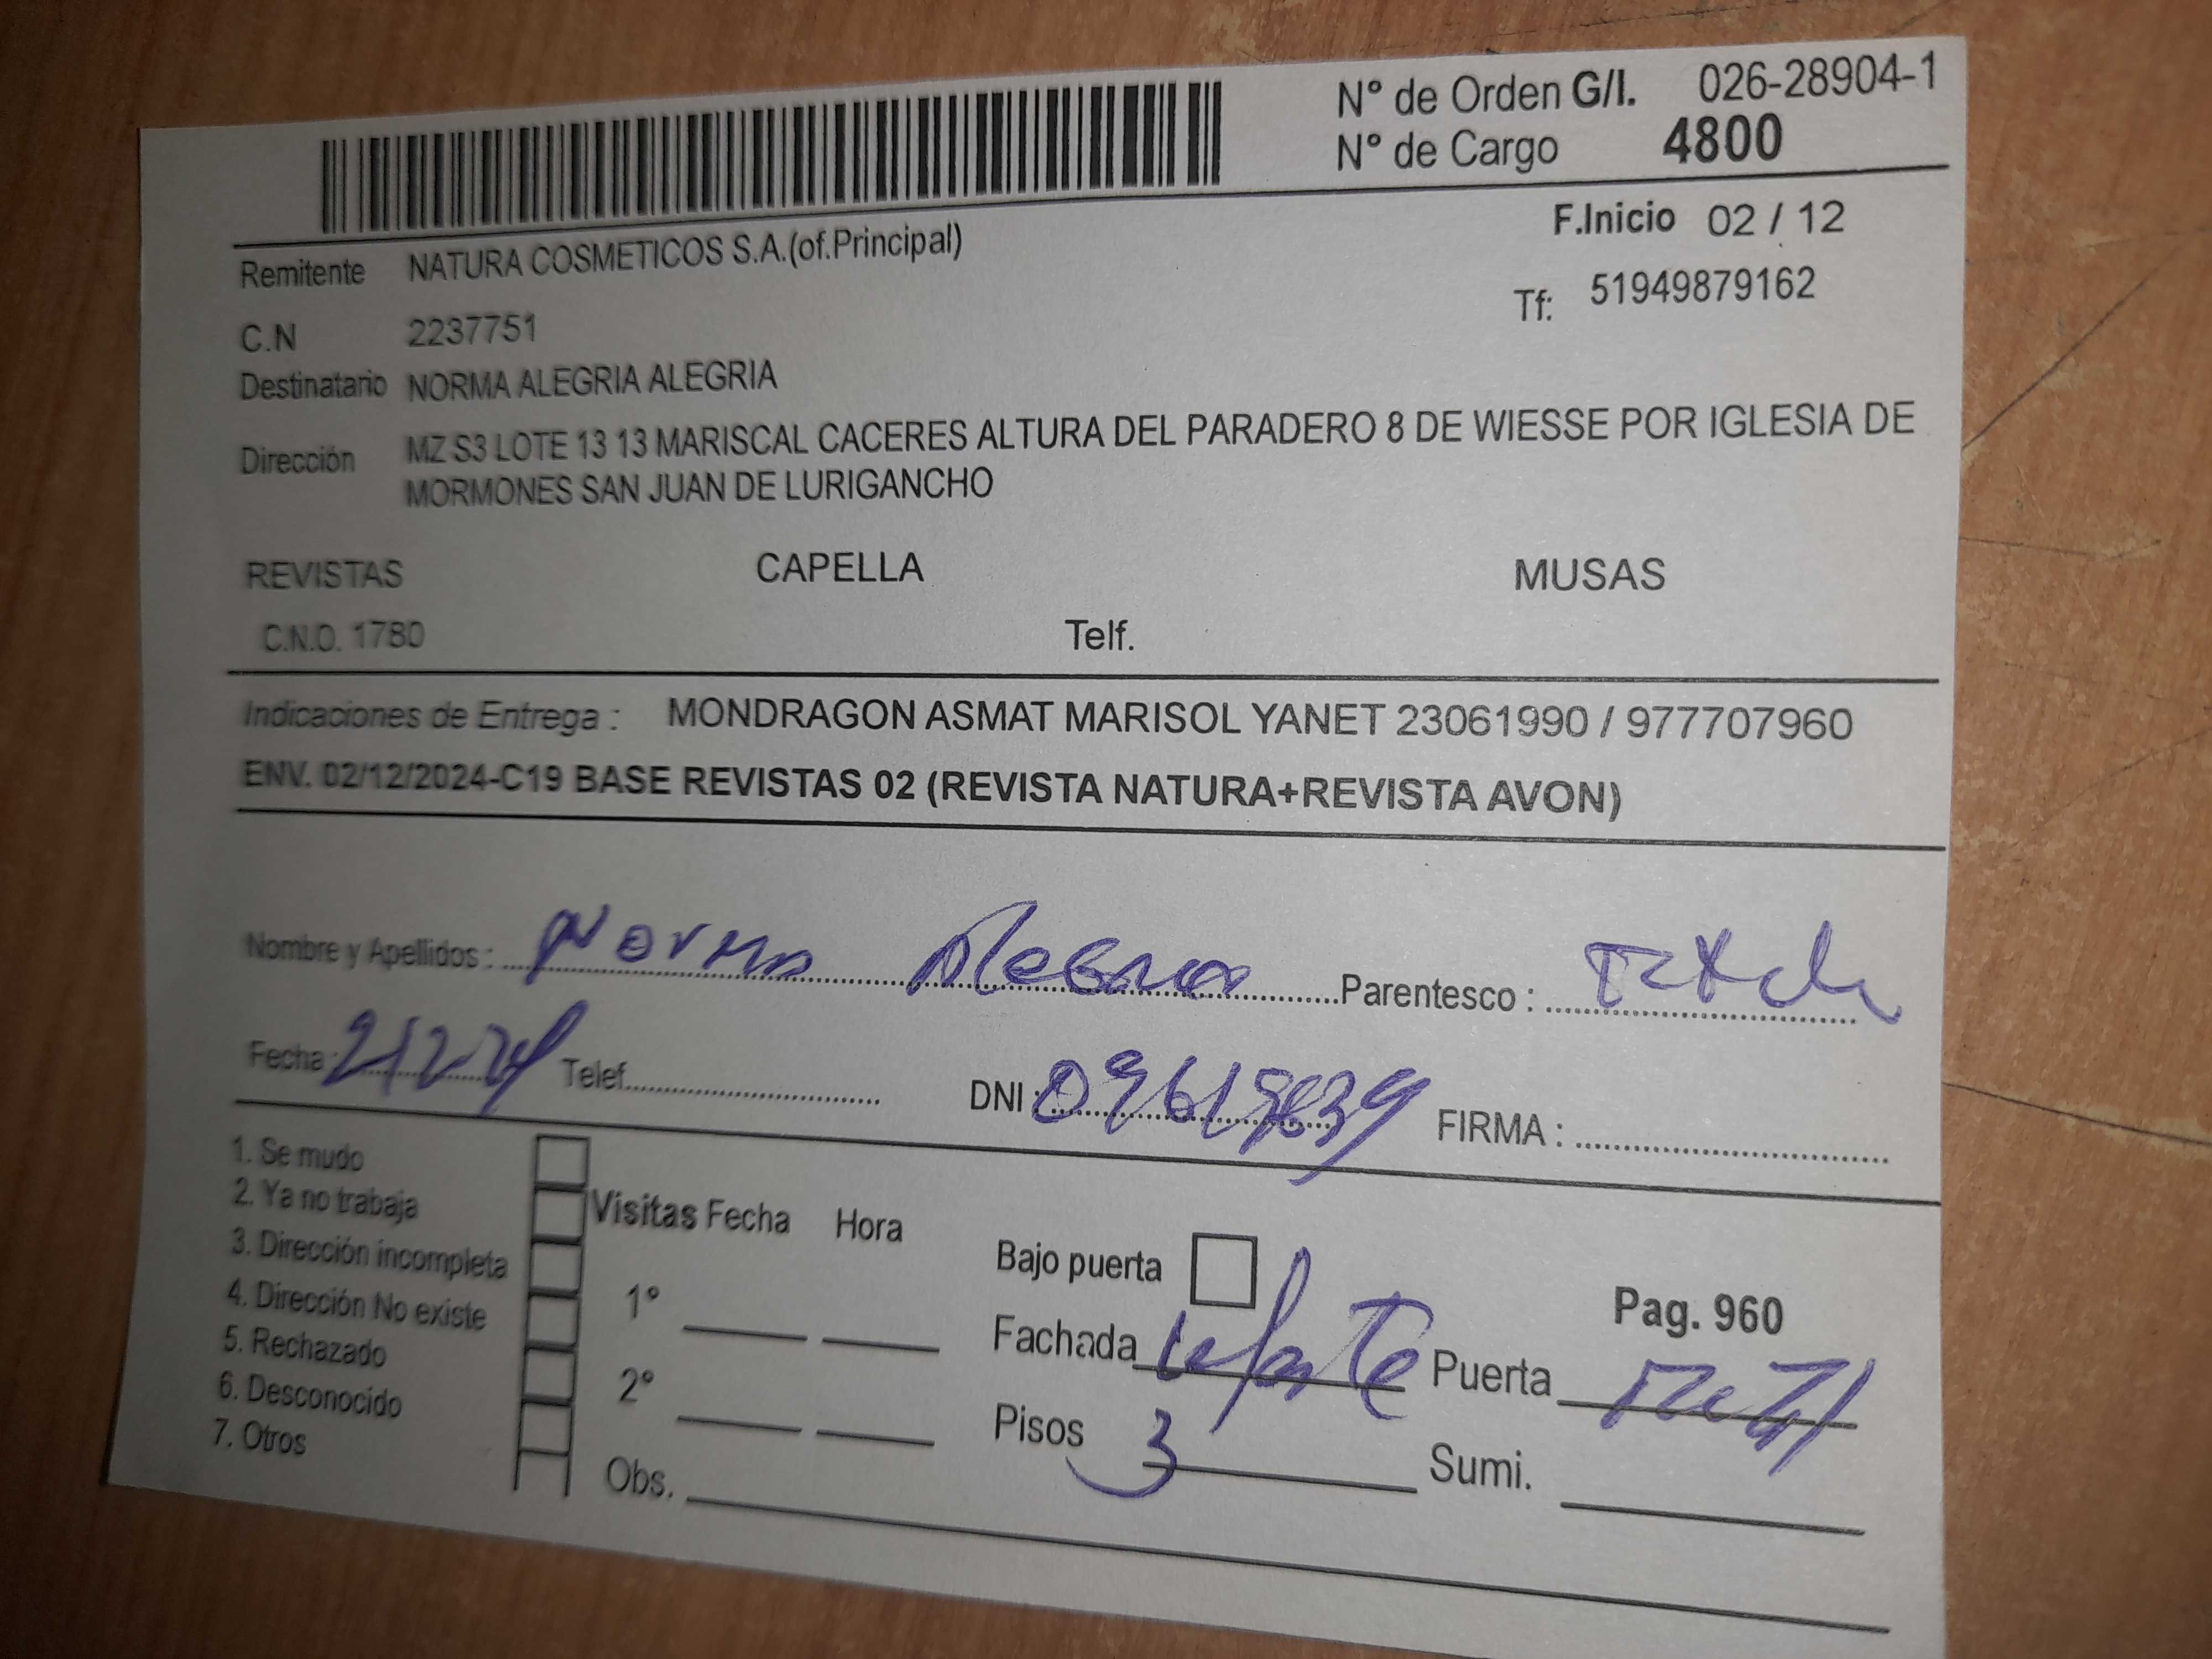 N° de Orden G/I. 026-28904-1
N° de Cargo 4800
F.Inicio 02 / 12
Remitente NATURA COSMETICOS S.A.(of.Principal)
Tf: 51949879162
C.N 2237751
Destinatario NORMA ALEGRIA ALEGRIA
Dirección MZ S3 LOTE 13 13 MARISCAL CACERES ALTURA DEL PARADERO 8 DE WIESSE POR IGLESIA DE
MORMONES SAN JUAN DE LURIGANCHO
REVISTAS CAPELLA MUSAS
C.N.O. 1780 Telf.
Indicaciones de Entrega : MONDRAGON ASMAT MARISOL YANET 23061990 / 977707960
ENV. 02/12/2024-C19 BASE REVISTAS 02 (REVISTA NATURA+REVISTA AVON)
Nombre y Apellidos : Norma Alegria Parentesco :
Fecha : Telef. DNI : FIRMA :
1. Se mudo
2. Ya no trabaja
3. Dirección incompleta
4. Dirección No existe
5. Rechazado
6. Desconocido
7. Otros
Visitas Fecha Hora
1°
2°
Obs.
Bajo puerta
Pag. 960
Fachada Puerta
Pisos 3 Sumi.